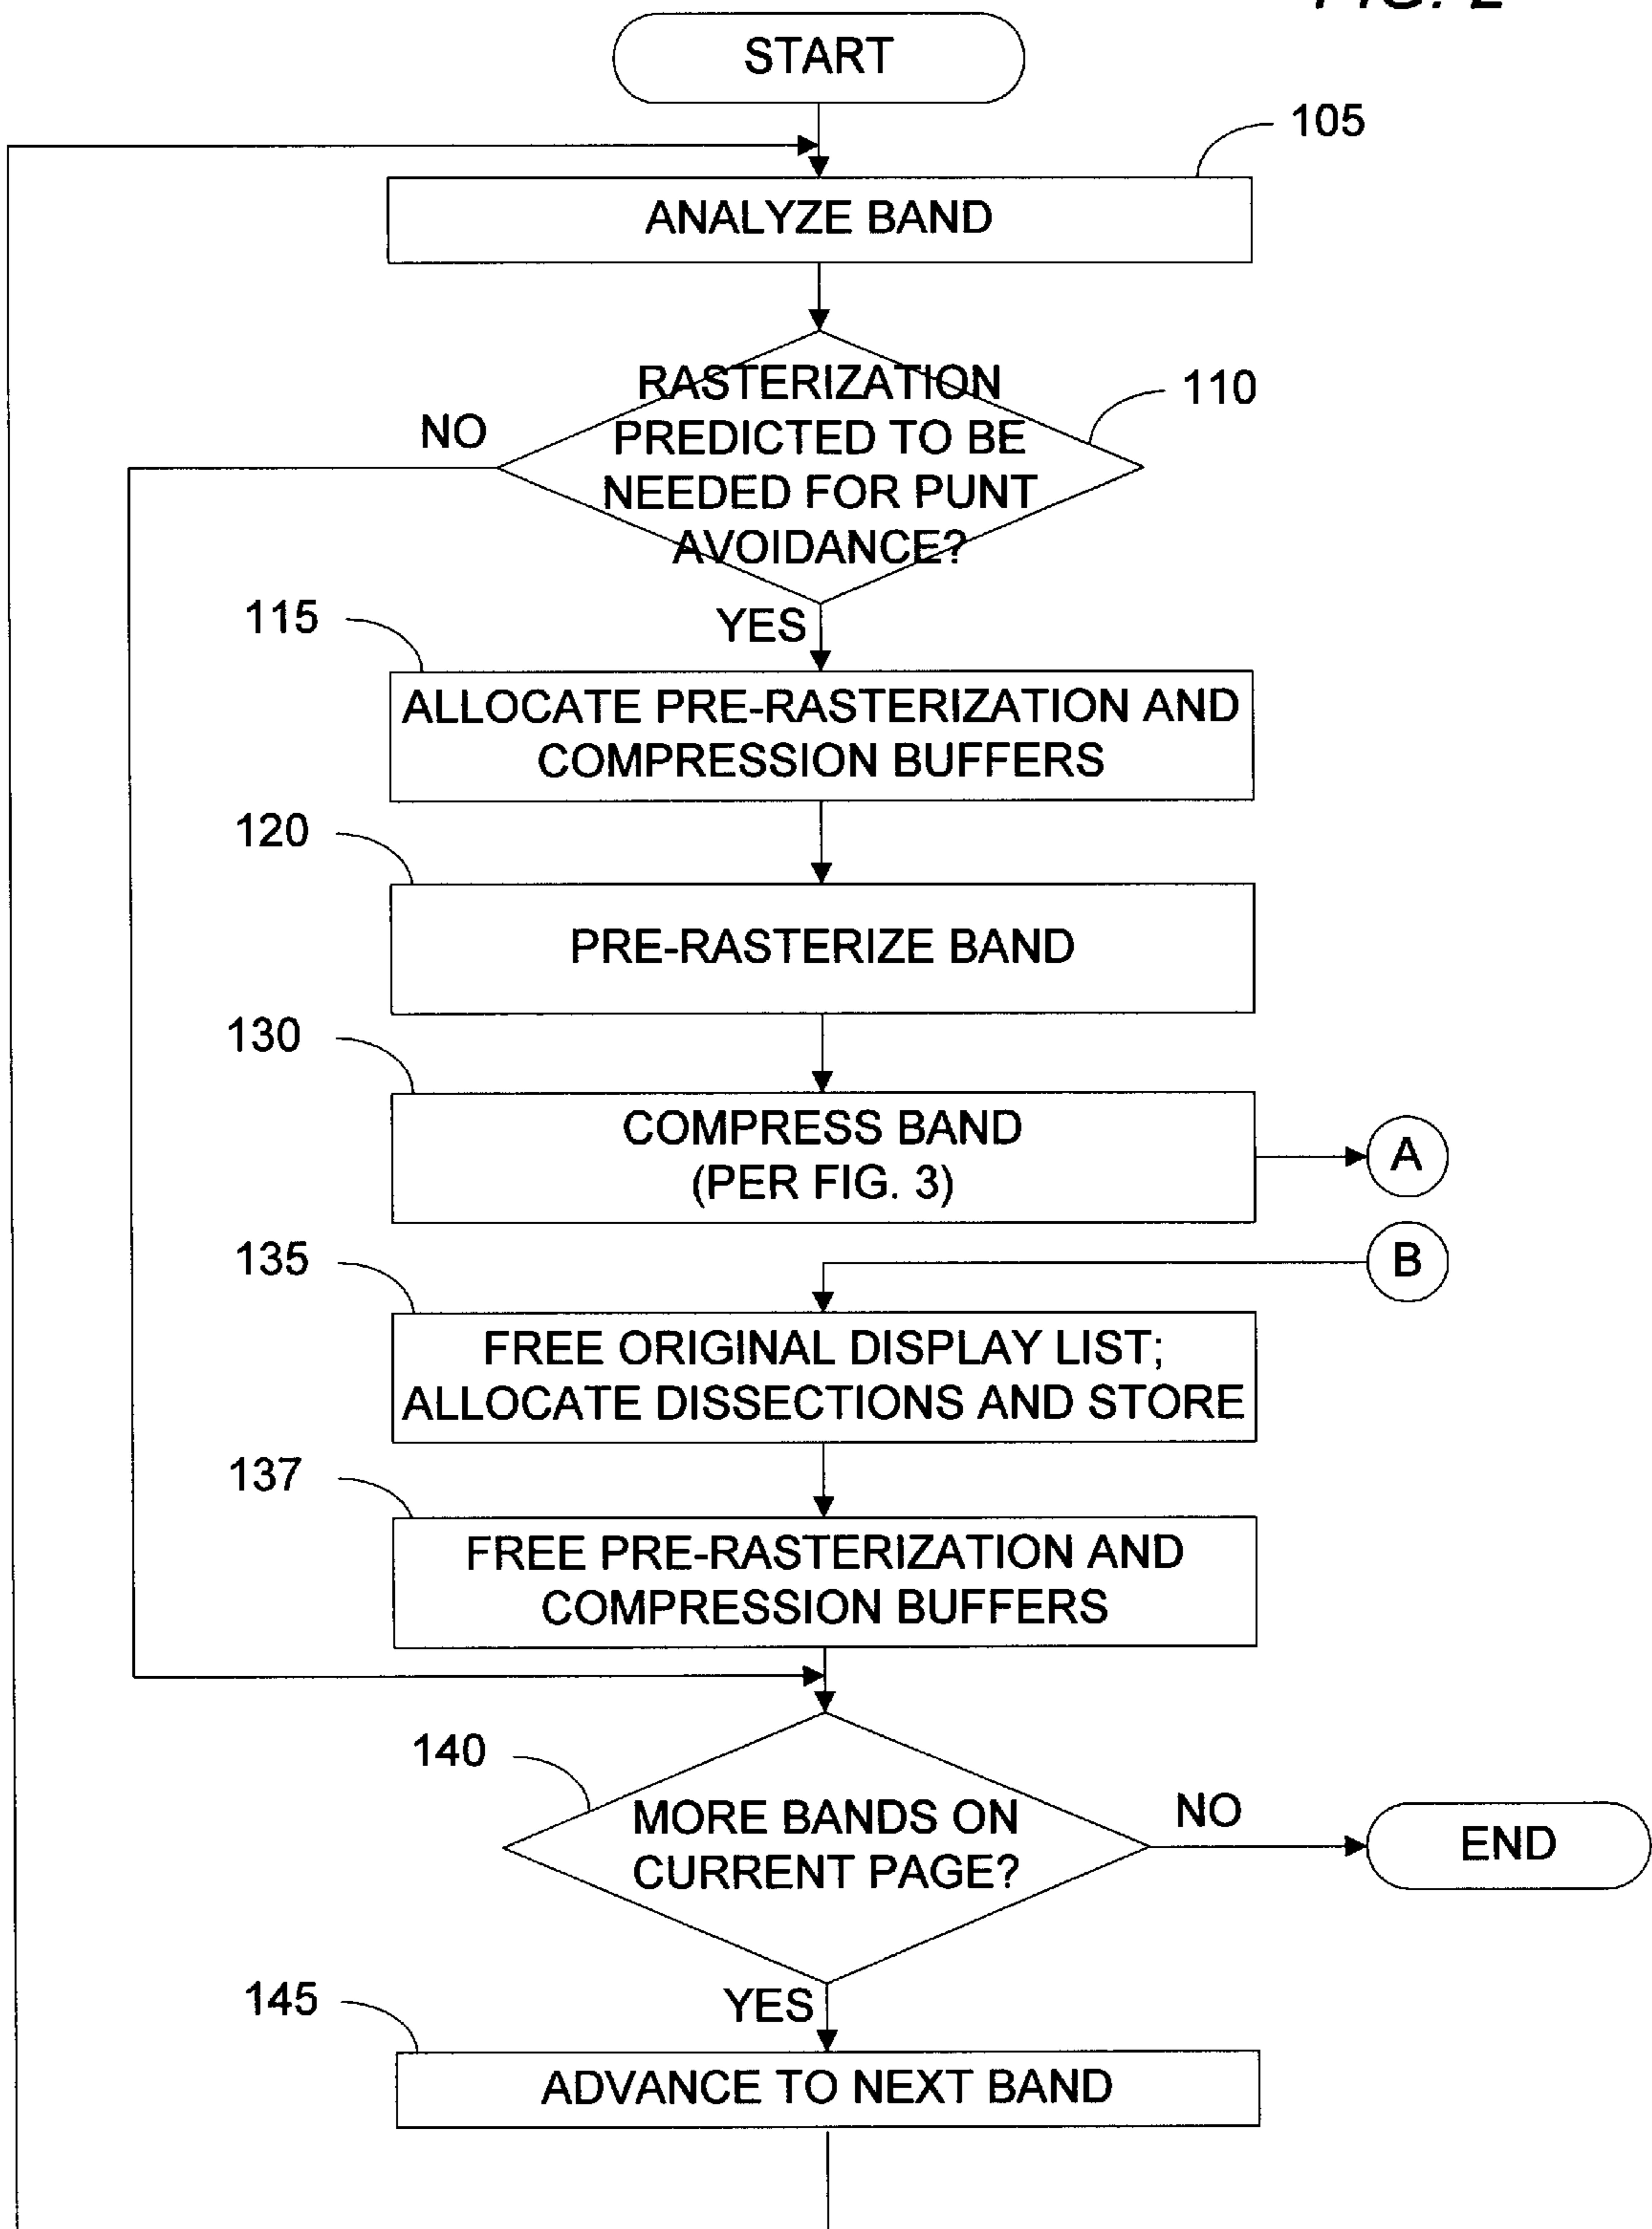 FIG. 2
START
105
ANALYZE BAND
RASTERIZATION
PREDICTED TO BE
NEEDED FOR PUNT
AVOIDANCE?
110
NO
YES
115
ALLOCATE PRE-RASTERIZATION AND
COMPRESSION BUFFERS
120
PRE-RASTERIZE BAND
130
COMPRESS BAND
(PER FIG. 3)
A
135
B
FREE ORIGINAL DISPLAY LIST;
ALLOCATE DISSECTIONS AND STORE
137
FREE PRE-RASTERIZATION AND
COMPRESSION BUFFERS
140
MORE BANDS ON
CURRENT PAGE?
NO
END
YES
145
ADVANCE TO NEXT BAND